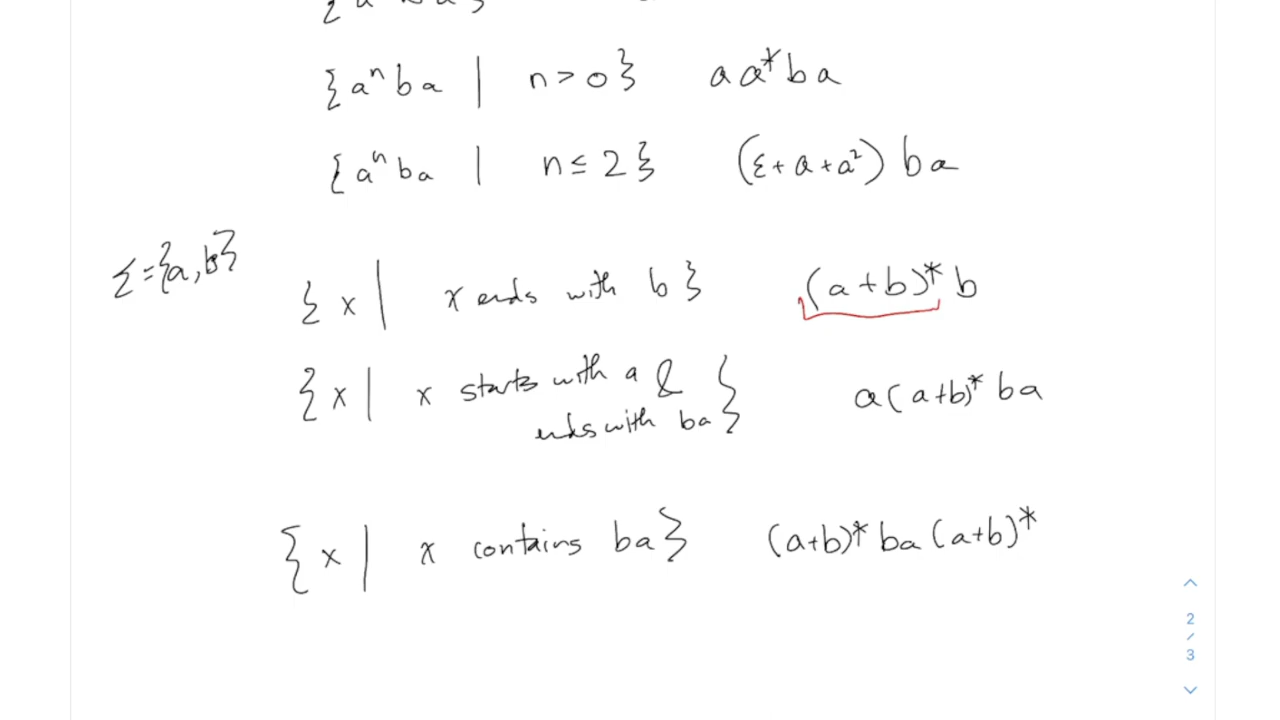 {aⁿba | n>0} aa*ba
{aⁿba | n≤2} (ε+a+a²)ba
Σ={a,b}
{x| x ends with b} (a+b)*b
{x| x starts with a & ends with ba} a(a+b)*ba
{x| x contains ba} (a+b)*ba(a+b)*
2
/
3